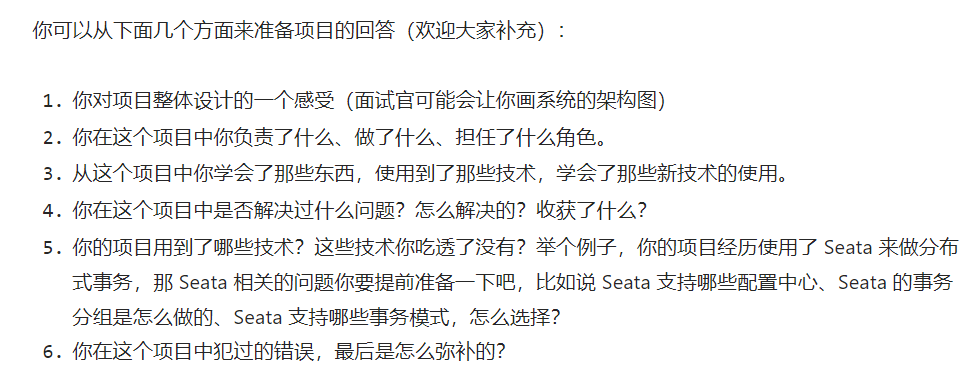 你可以从下面几个方面来准备项目的回答（欢迎大家补充）：
1. 你对项目整体设计的一个感受（面试官可能会让你画系统的架构图）
2. 你在这个项目中你负责了什么、做了什么、担任了什么角色。
3. 从这个项目中你学会了那些东西，使用到了那些技术，学会了那些新技术的使用。
4. 你在这个项目中是否解决过什么问题？怎么解决的？收获了什么？
5. 你的项目用到了哪些技术？这些技术你吃透了没有？举个例子，你的项目经历使用了 Seata 来做分布
式事务，那 Seata 相关的问题你要提前准备一下吧，比如说 Seata 支持哪些配置中心、Seata 的事务
分组是怎么做的、Seata 支持哪些事务模式，怎么选择？
6. 你在这个项目中犯过的错误，最后是怎么弥补的？